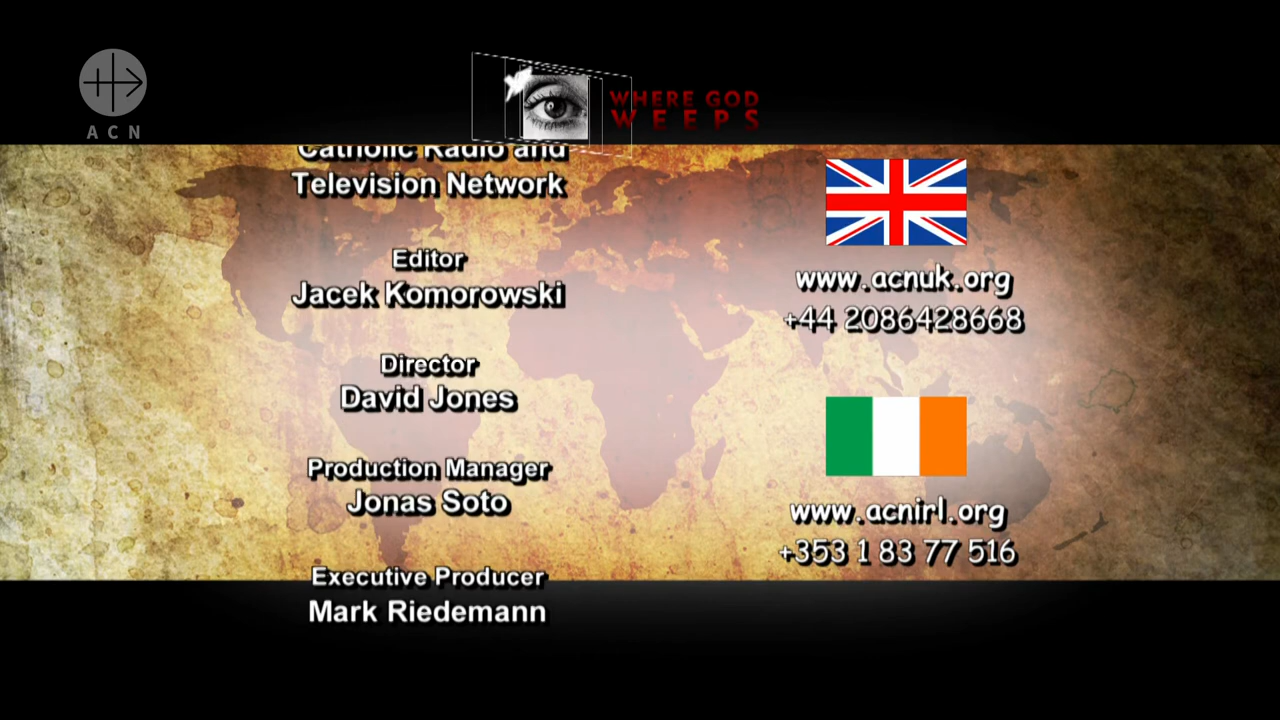 ACN
WHERE GOD
WEEPS
Catholic Radio and
Television Network
Editor
Jacek Komorowski
Director
David Jones
Production Manager
Jonas Soto
Executive Producer
Mark Riedemann
www.acnuk.org
+44 2086428668
www.acnirl.org
+353 1 83 77 516